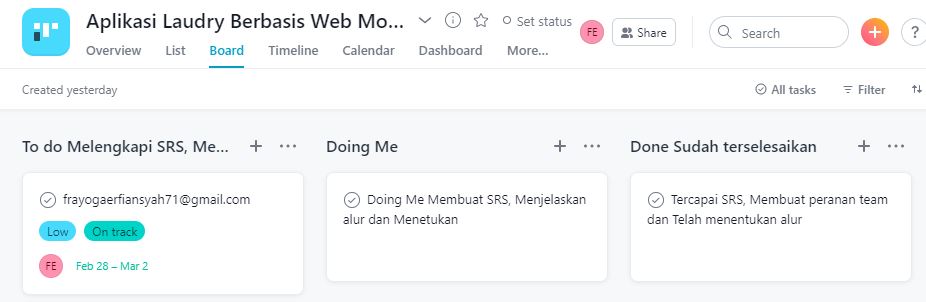 Aplikasi Laudry Berbasis Web Mo...
Set status
FE
Share
Search
?
Overview List Board Timeline Calendar Dashboard More...
Created yesterday
All tasks
Filter
To do Melengkapi SRS, Me...
frayogaerfiansyah71@gmail.com
Low On track
FE Feb 28 – Mar 2
Doing Me
Doing Me Membuat SRS, Menjelaskan
alur dan Menetukan
Done Sudah terselesaikan
Tercapai SRS, Membuat peranan team
dan Telah menentukan alur